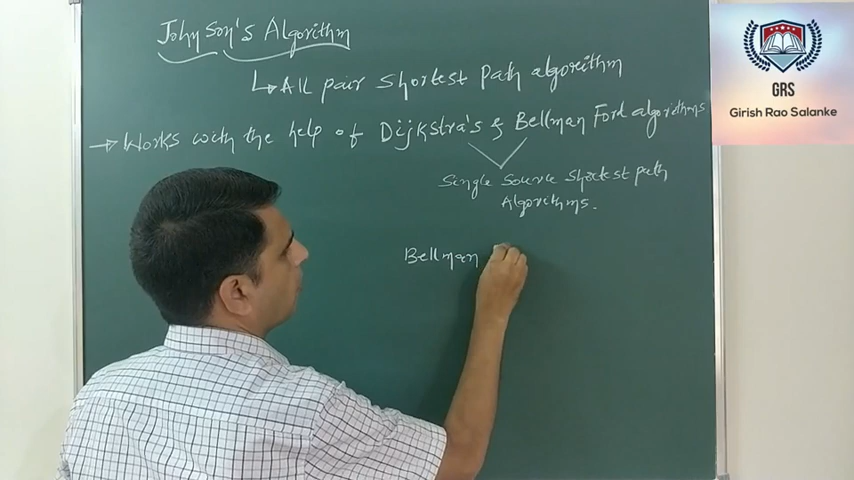 Johnson's Algorithm
↳ All pair shortest path algorithm
→ Works with the help of Dijkstra's & Bellman Ford algorithms
Single source shortest path
Algorithms.
Bellman
GRS
Girish Rao Salanke